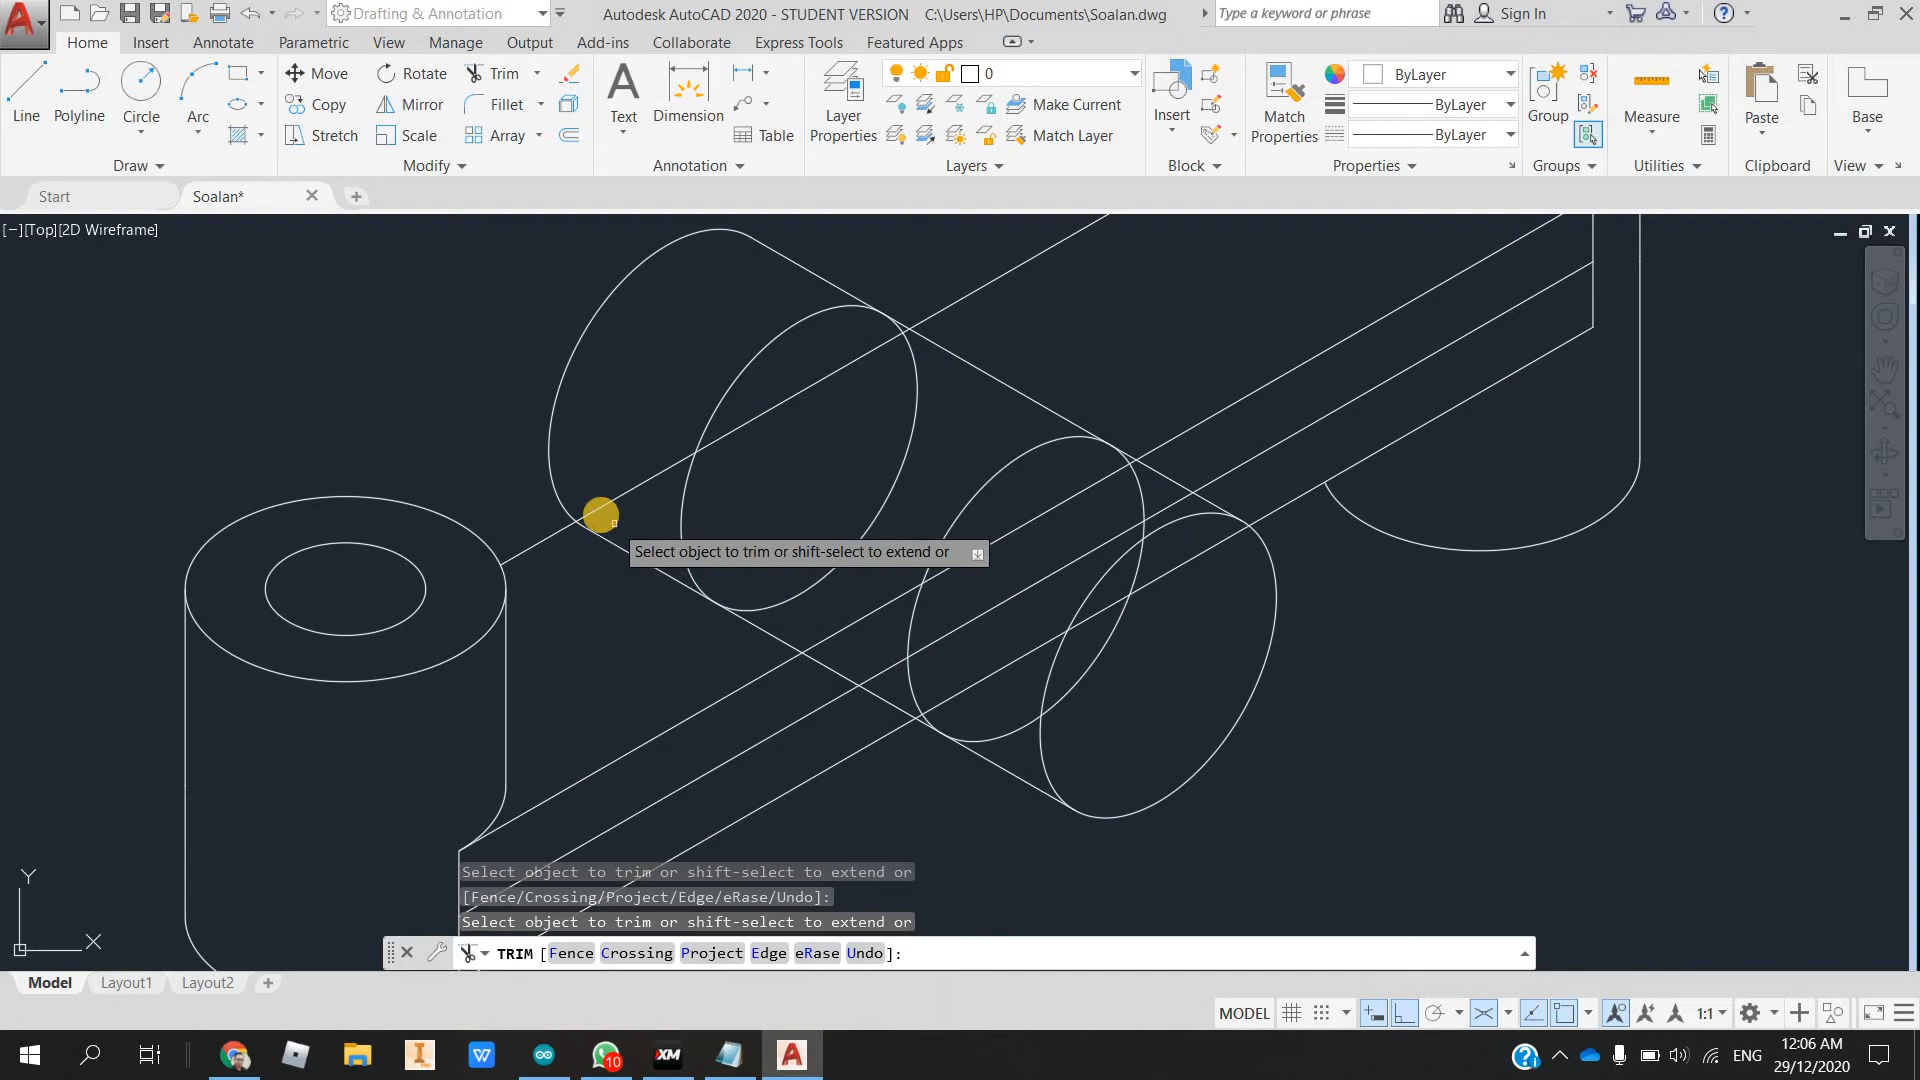 Drafting & Annotation
Autodesk AutoCAD 2020 - STUDENT VERSION C:\Users\HP\Documents\Soalan.dwg
Type a keyword or phrase
Sign In
Home Insert Annotate Parametric View Manage Output Add-ins Collaborate Express Tools Featured Apps
Line Polyline Circle Arc
Move Rotate Trim
Copy Mirror Fillet
Stretch Scale Array
Text Dimension Table
Layer Properties
0
Make Current
Match Layer
Insert
Match Properties
ByLayer
ByLayer
ByLayer
Group
Measure
Paste
Base
Draw Modify Annotation Layers Block Properties Groups Utilities Clipboard View
Start Soalan*
[−][Top][2D Wireframe]
Select object to trim or shift-select to extend or
Y
X
Select object to trim or shift-select to extend or
[Fence/Crossing/Project/Edge/eRase/Undo]:
Select object to trim or shift-select to extend or
TRIM [Fence Crossing Project Edge eRase Undo]:
Model Layout1 Layout2
MODEL 1:1
10
XM
ENG
12:06 AM
29/12/2020